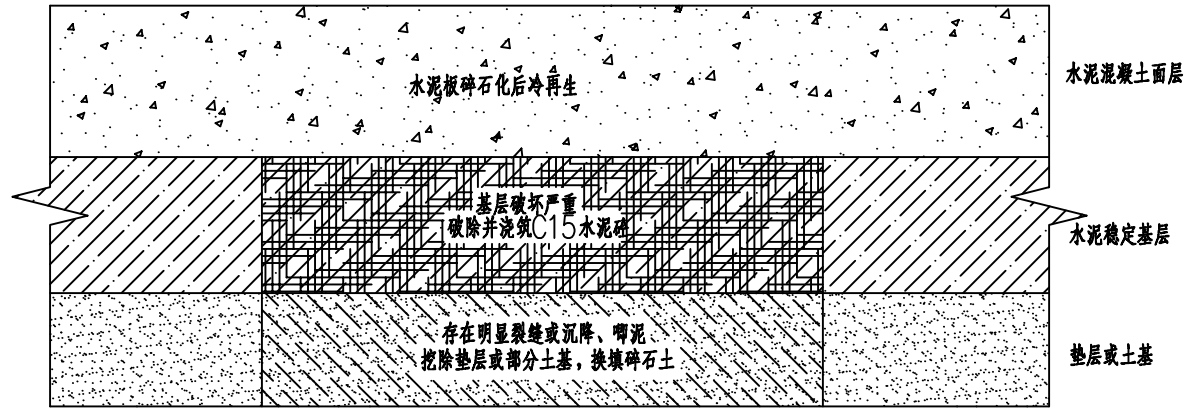 水泥板碎石化后冷再生
水泥混凝土面层
基层破坏严重
破除并浇筑C15水泥砼
水泥稳定基层
存在明显裂缝或沉降、唧泥
挖除垫层或部分土基，换填碎石土
垫层或土基